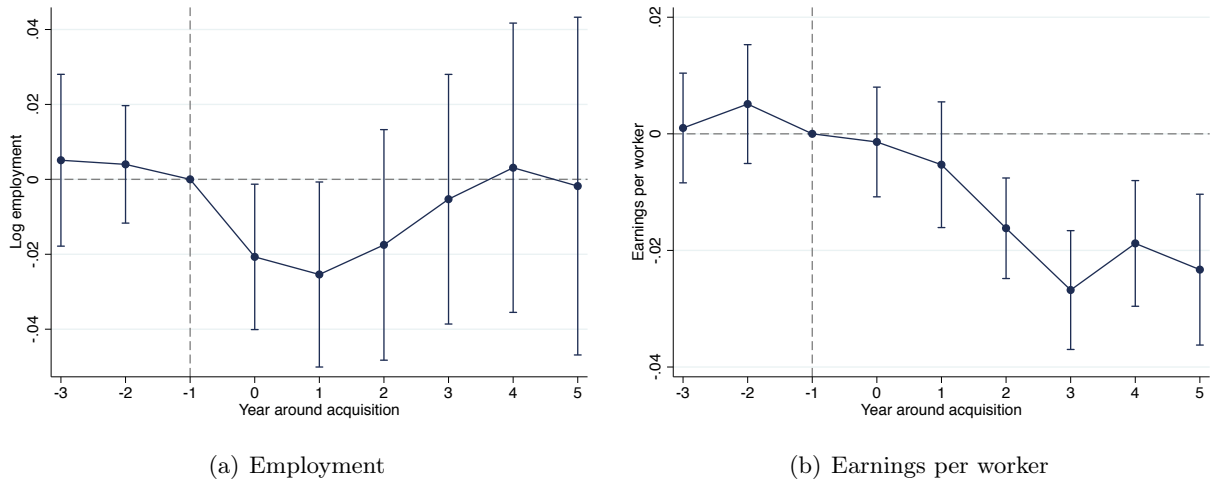 .04
.02
0
-.02
-.04
Log employment
-3 -2 -1 0 1 2 3 4 5
Year around acquisition
(a) Employment
.02
0
-.02
-.04
Earnings per worker
-3 -2 -1 0 1 2 3 4 5
Year around acquisition
(b) Earnings per worker